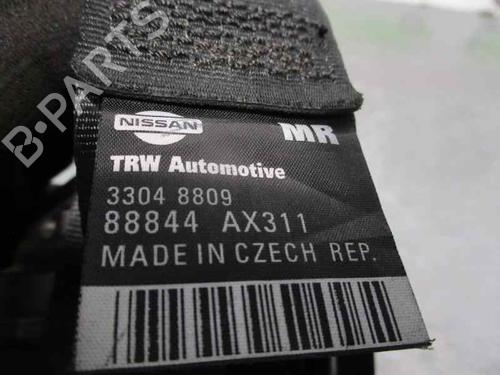 B-PARTS
NISSAN MR
TRW Automotive
3304 8809
88844 AX311
MADE IN CZECH REP.